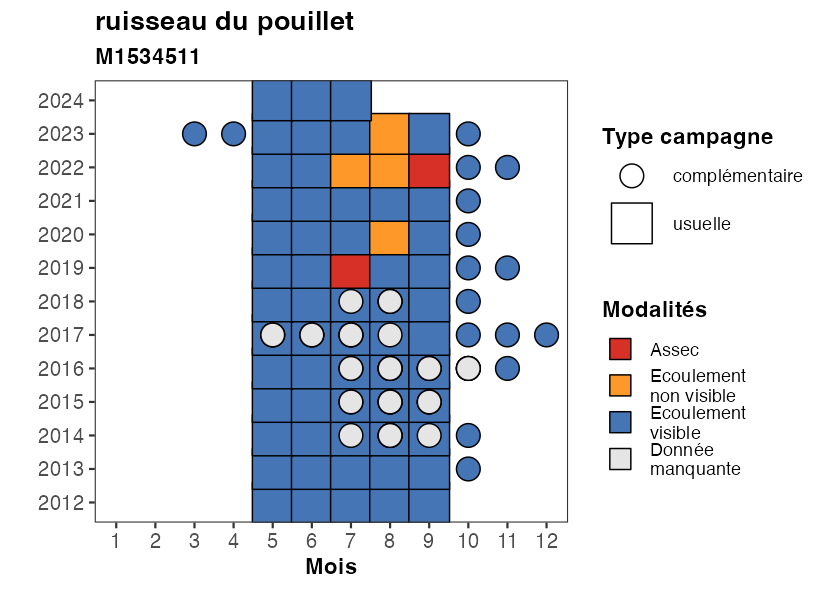 ruisseau du pouillet
M1534511
2024
2023
2022
2021
2020
2019
2018
2017
2016
2015
2014
2013
2012
1 2 3 4 5 6 7 8 9 10 11 12
Mois
Type campagne
complémentaire
usuelle
Modalités
Assec
Ecoulement
non visible
Ecoulement
visible
Donnée
manquante